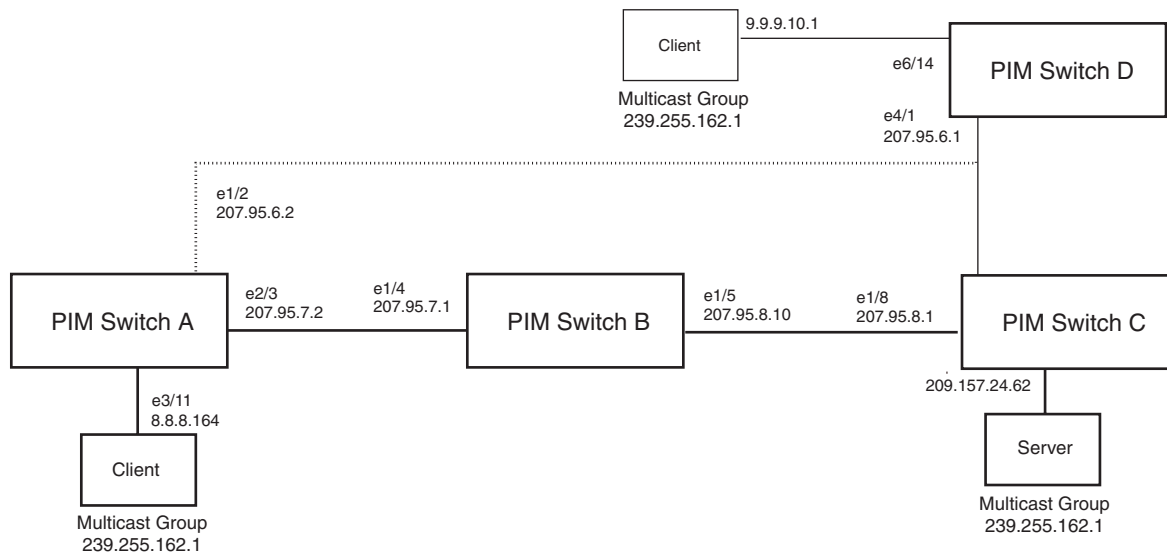 9.9.9.10.1
Client
e6/14
PIM Switch D
Multicast Group
239.255.162.1
e4/1
207.95.6.1
e1/2
207.95.6.2
PIM Switch A
e2/3
207.95.7.2
e1/4
207.95.7.1
PIM Switch B
e1/5
207.95.8.10
e1/8
207.95.8.1
PIM Switch C
209.157.24.62
e3/11
8.8.8.164
Client
Multicast Group
239.255.162.1
Server
Multicast Group
239.255.162.1